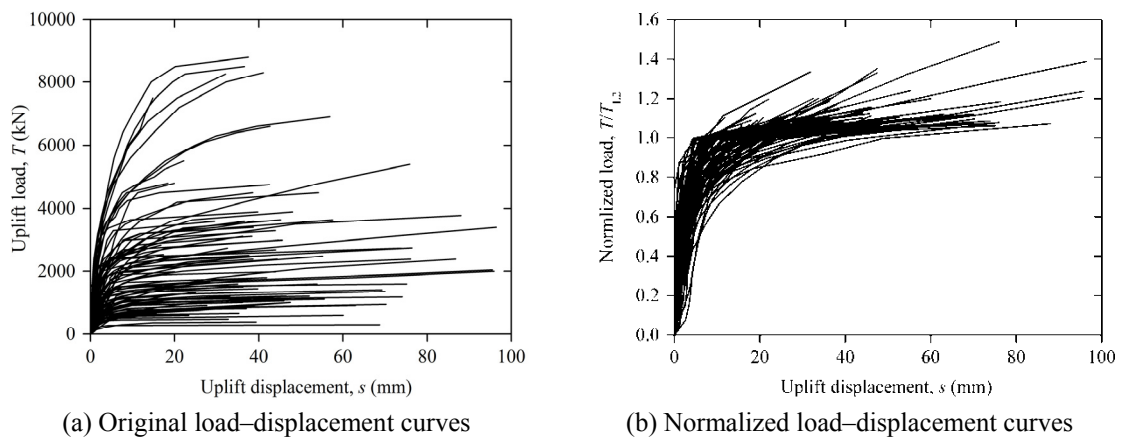 10000
8000
6000
4000
2000
0
Uplift load, T (kN)
0 20 40 60 80 100
Uplift displacement, s (mm)
(a) Original load–displacement curves
1.6
1.4
1.2
1.0
0.8
0.6
0.4
0.2
0.0
Normlized load, T/TL2
0 20 40 60 80 100
Uplift displacement, s (mm)
(b) Normalized load–displacement curves